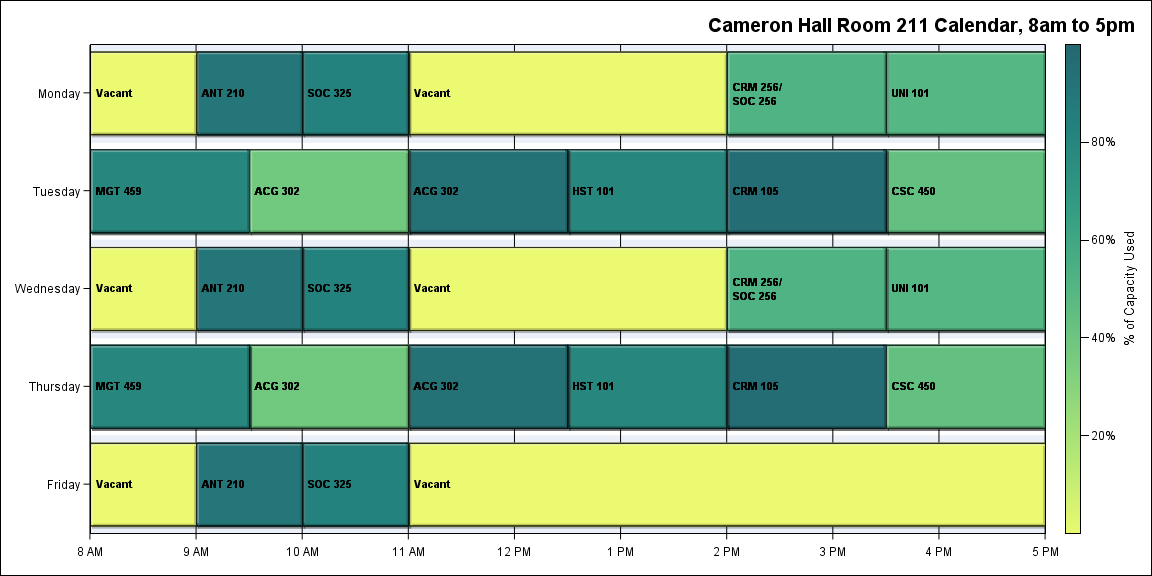 Cameron Hall Room 211 Calendar, 8am to 5pm
Monday
Vacant
ANT 210
SOC 325
Vacant
CRM 256/
SOC 256
UNI 101
Tuesday
MGT 459
ACG 302
ACG 302
HST 101
CRM 105
CSC 450
Wednesday
Vacant
ANT 210
SOC 325
Vacant
CRM 256/
SOC 256
UNI 101
Thursday
MGT 459
ACG 302
ACG 302
HST 101
CRM 105
CSC 450
Friday
Vacant
ANT 210
SOC 325
Vacant
8 AM
9 AM
10 AM
11 AM
12 PM
1 PM
2 PM
3 PM
4 PM
5 PM
80%
60%
40%
20%
% of Capacity Used